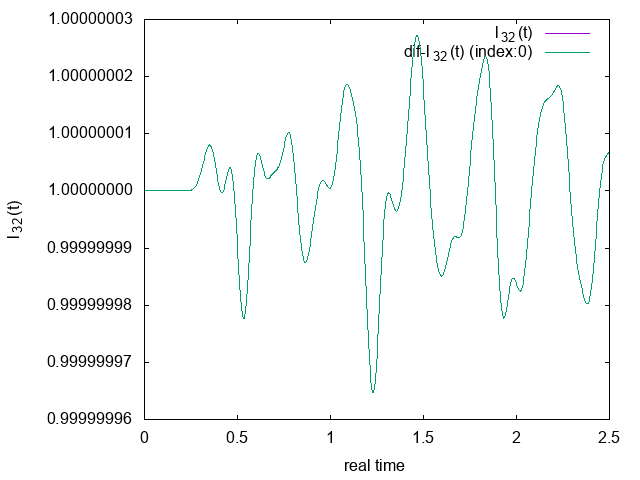 1.00000003
1.00000002
1.00000001
1.00000000
0.99999999
0.99999998
0.99999997
0.99999996
0 0.5 1 1.5 2 2.5
I32(t)
real time
I32(t)
dif-I32(t) (index:0)